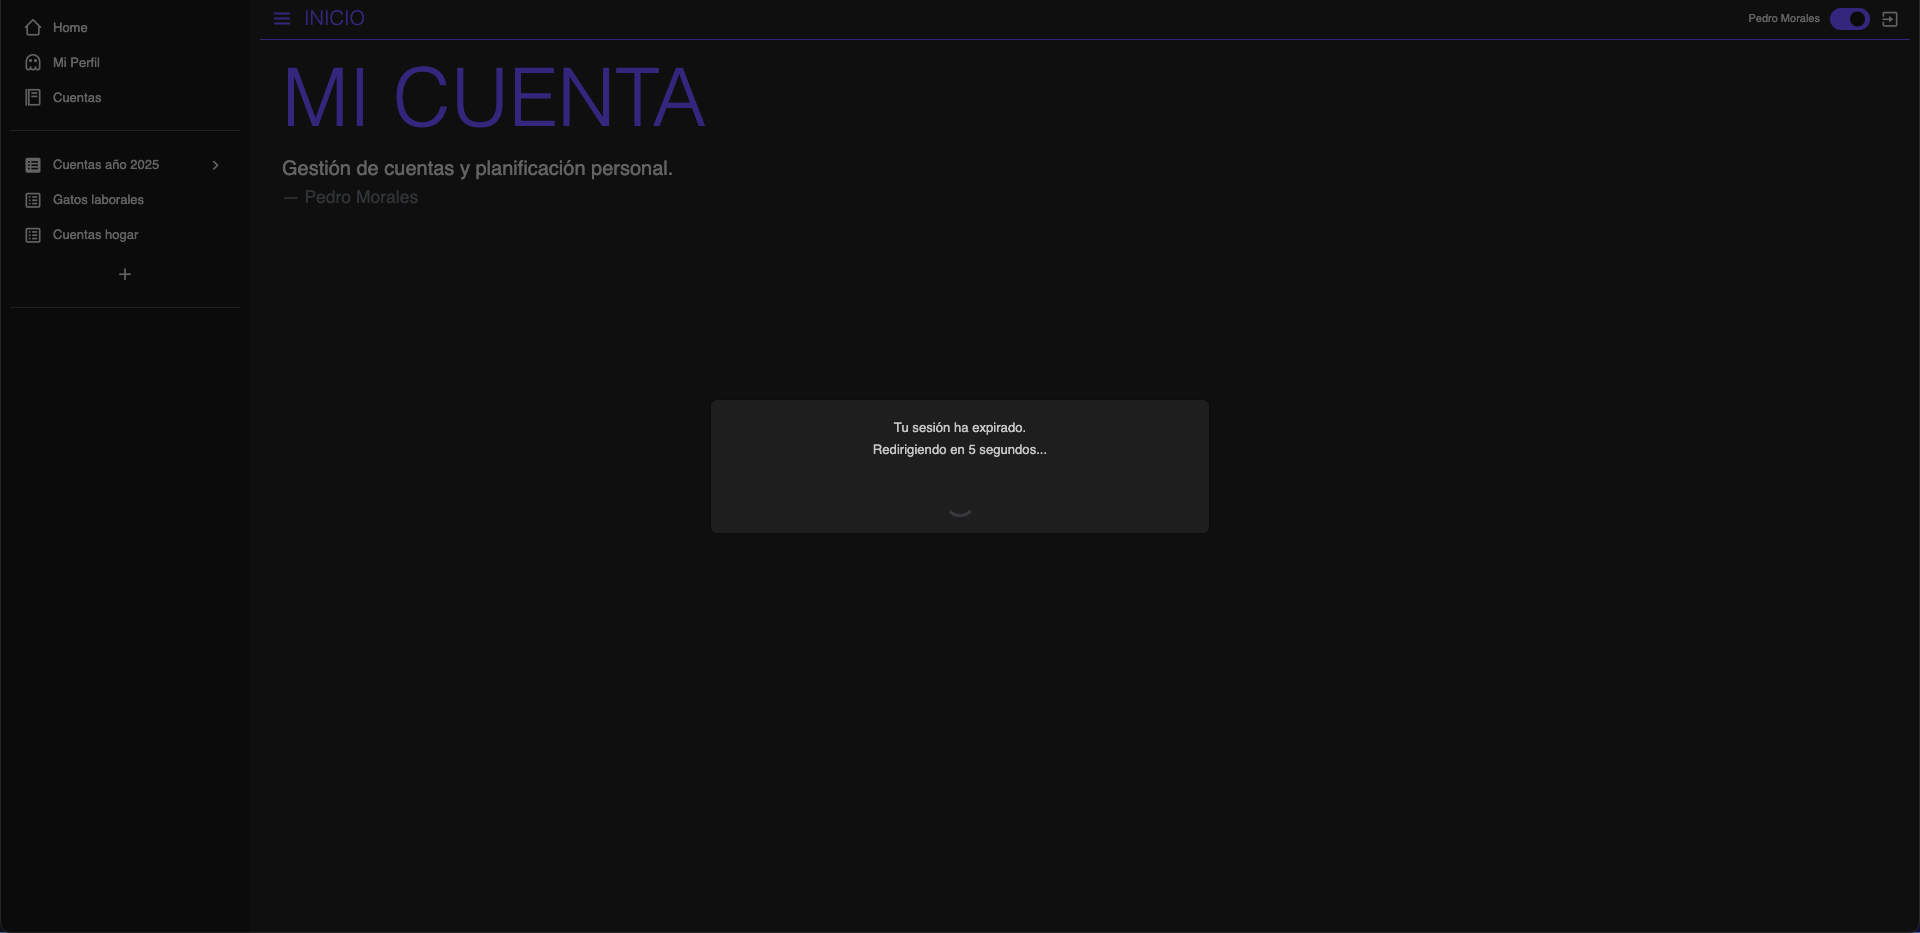 Home
Mi Perfil
Cuentas
Cuentas año 2025
Gatos laborales
Cuentas hogar
INICIO
Pedro Morales
MI CUENTA
Gestión de cuentas y planificación personal.
— Pedro Morales
Tu sesión ha expirado.
Redirigiendo en 5 segundos...